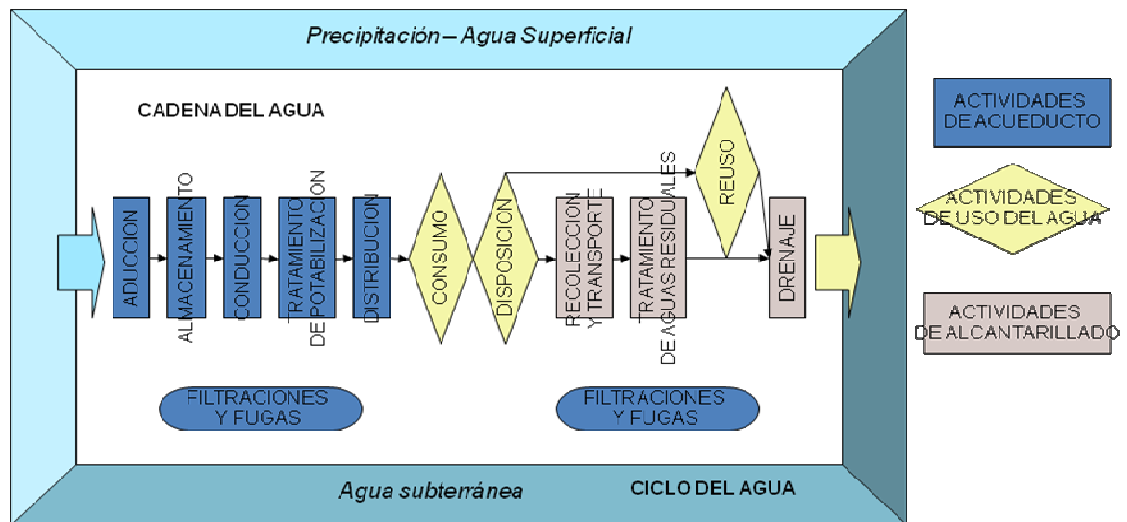 Precipitación – Agua Superficial
CADENA DEL AGUA
ADUCCION
ALMACENAMIENTO
CONDUCCIÓN
TRATAMIENTO
DE POTABILIZACION
DISTRIBUCION
CONSUMO
DISPOSICION
RECOLECCION
Y TRANSPORTE
TRATAMIENTO
DE AGUAS RESIDUALES
REUSO
DRENAJE
FILTRACIONES
Y FUGAS
FILTRACIONES
Y FUGAS
Agua subterránea
CICLO DEL AGUA
ACTIVIDADES
DE ACUEDUCTO
ACTIVIDADES
DE USO DEL AGUA
ACTIVIDADES
DE ALCANTARILLADO